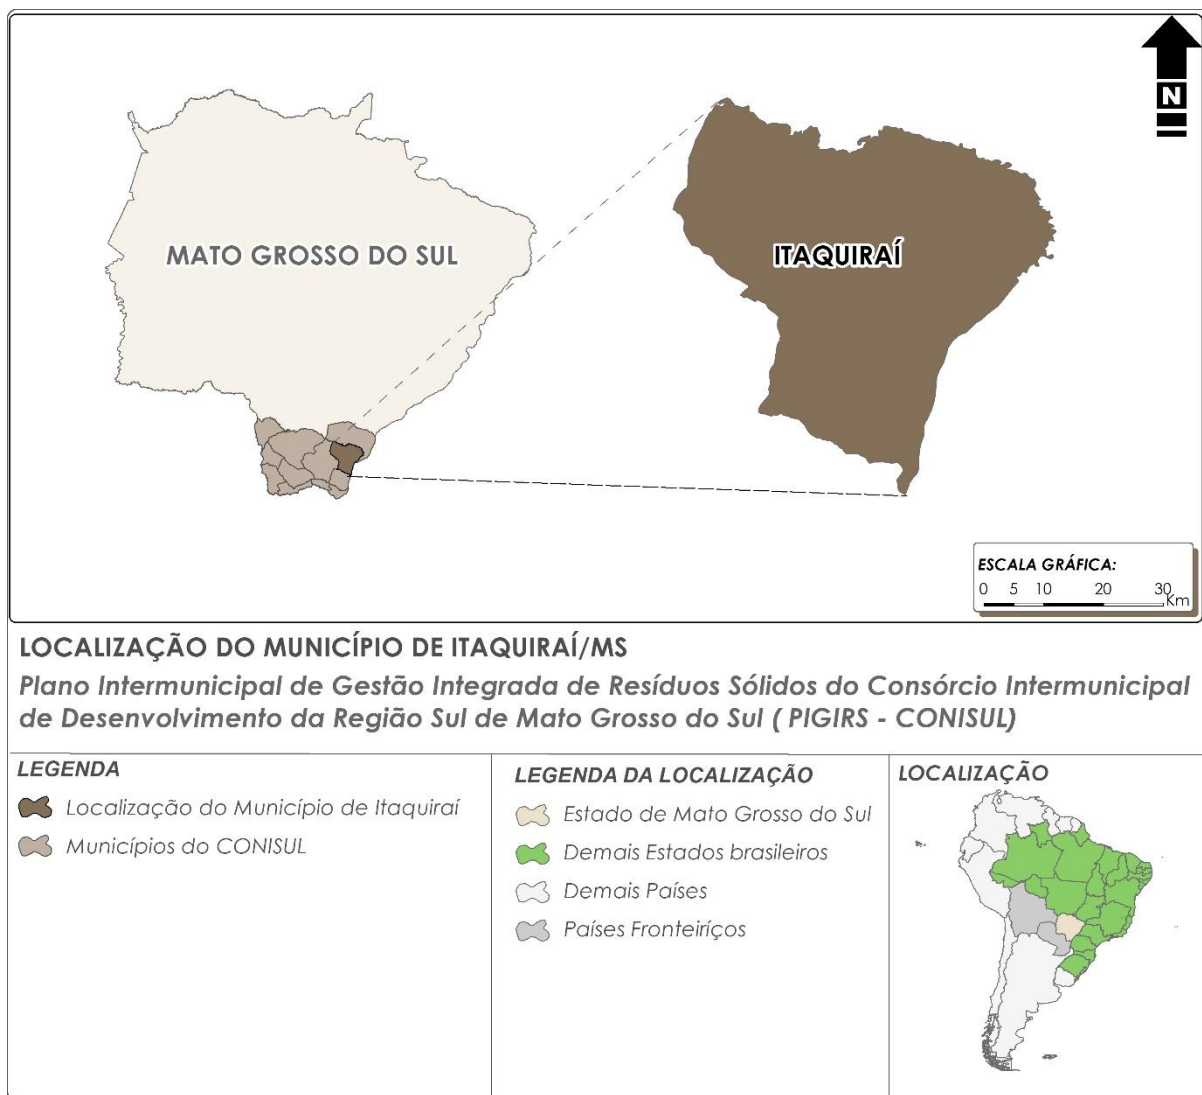 N
MATO GROSSO DO SUL
ITAQUIRAÍ
ESCALA GRÁFICA:
0 5 10 20 30
Km
LOCALIZAÇÃO DO MUNICÍPIO DE ITAQUIRAÍ/MS
Plano Intermunicipal de Gestão Integrada de Resíduos Sólidos do Consórcio Intermunicipal
de Desenvolvimento da Região Sul de Mato Grosso do Sul ( PIGIRS - CONISUL)
LEGENDA
Localização do Município de Itaquiraí
Municípios do CONISUL
LEGENDA DA LOCALIZAÇÃO
Estado de Mato Grosso do Sul
Demais Estados brasileiros
Demais Países
Países Fronteiríços
LOCALIZAÇÃO